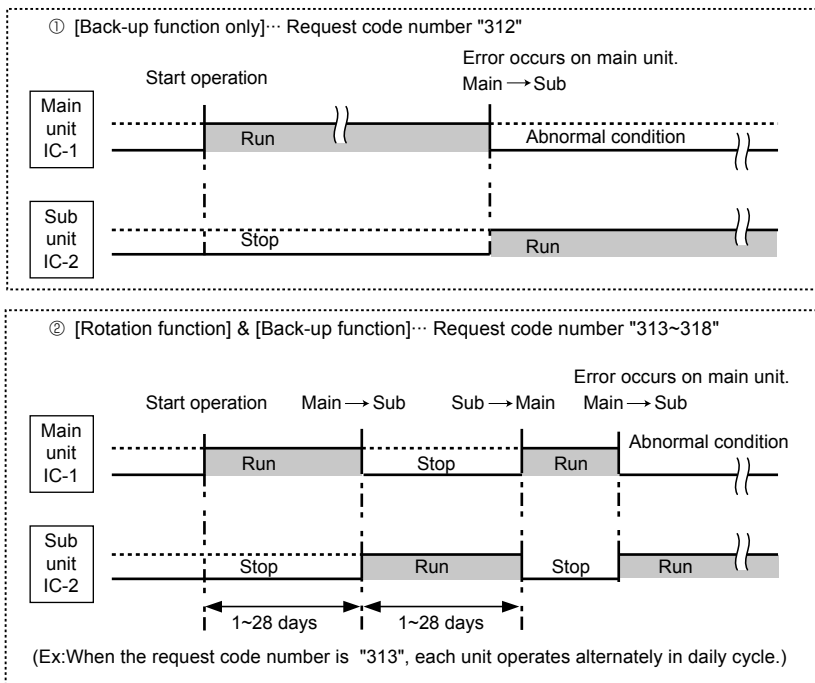 ① [Back-up function only]··· Request code number "312"
Error occurs on main unit.
Start operation
Main → Sub
Main
unit
IC-1
Run
Abnormal condition
Sub
unit
IC-2
Stop
Run
② [Rotation function] & [Back-up function]··· Request code number "313~318"
Error occurs on main unit.
Start operation Main → Sub Sub → Main Main → Sub
Main
unit
IC-1
Run
Stop
Run
Abnormal condition
Sub
unit
IC-2
Stop
Run
Stop
Run
1~28 days 1~28 days
(Ex:When the request code number is "313", each unit operates alternately in daily cycle.)